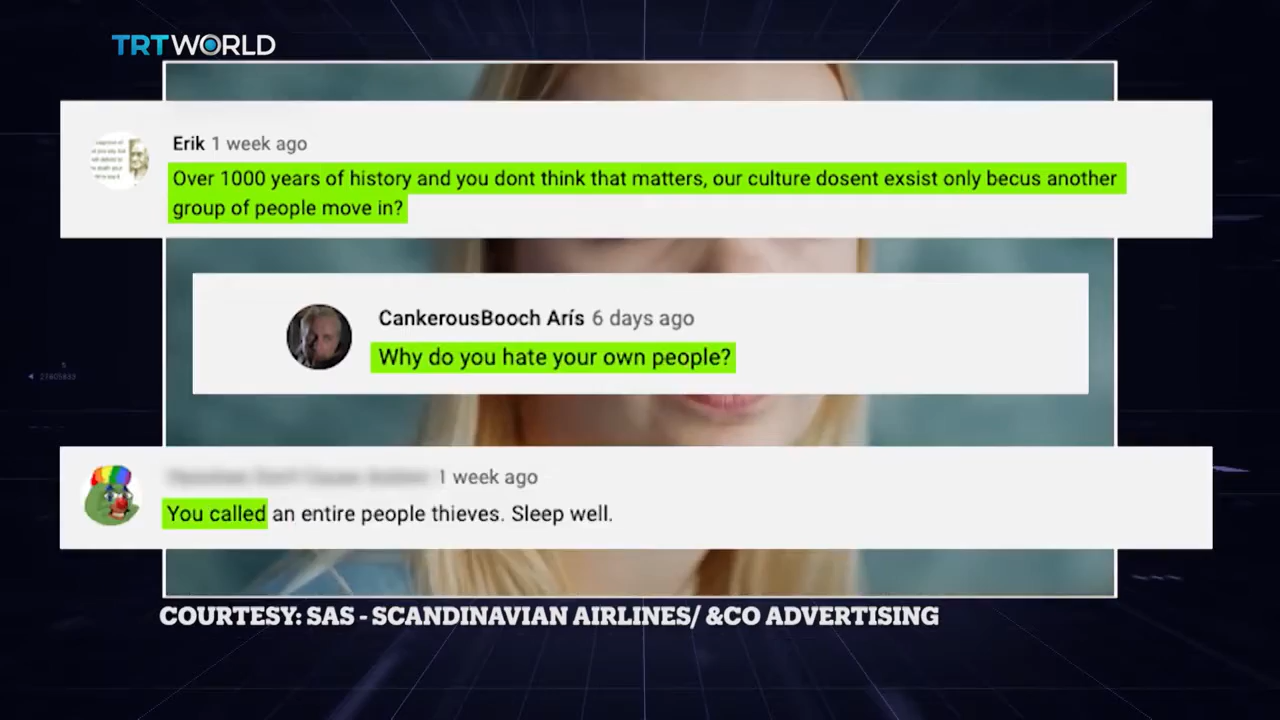 TRT WORLD
Erik 1 week ago
Over 1000 years of history and you dont think that matters, our culture dosent exsist only becus another
group of people move in?
CankerousBooch Arís 6 days ago
Why do you hate your own people?
1 week ago
You called an entire people thieves. Sleep well.
COURTESY: SAS - SCANDINAVIAN AIRLINES/ &CO ADVERTISING